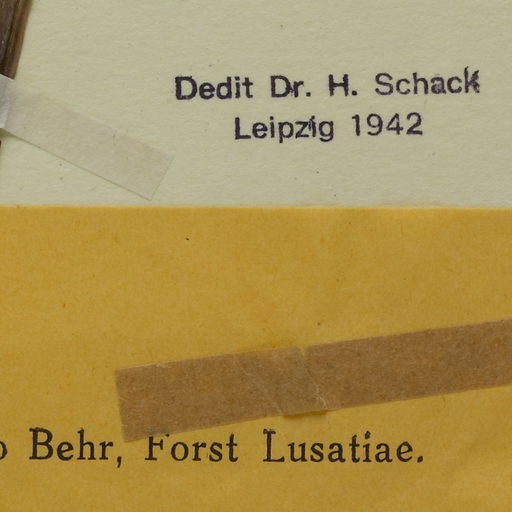 Dedit Dr. H. Schack
Leipzig 1942
Behr, Forst Lusatiae.